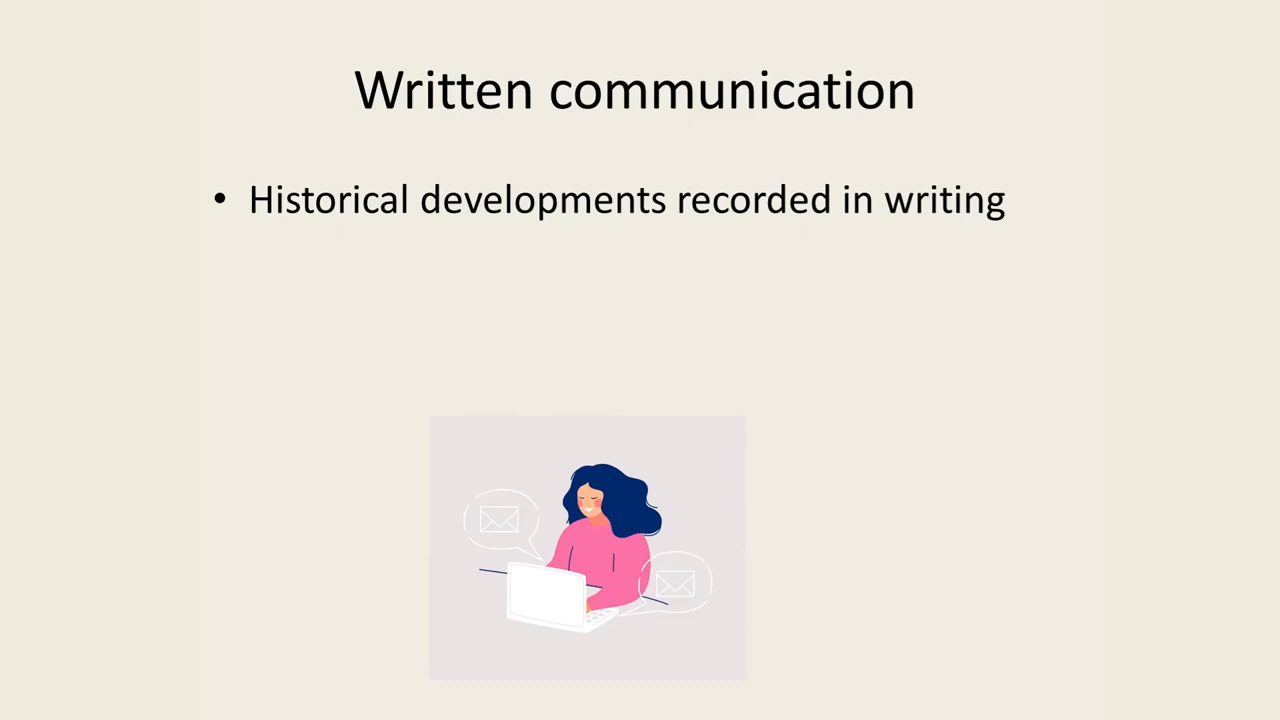 Written communication
• Historical developments recorded in writing